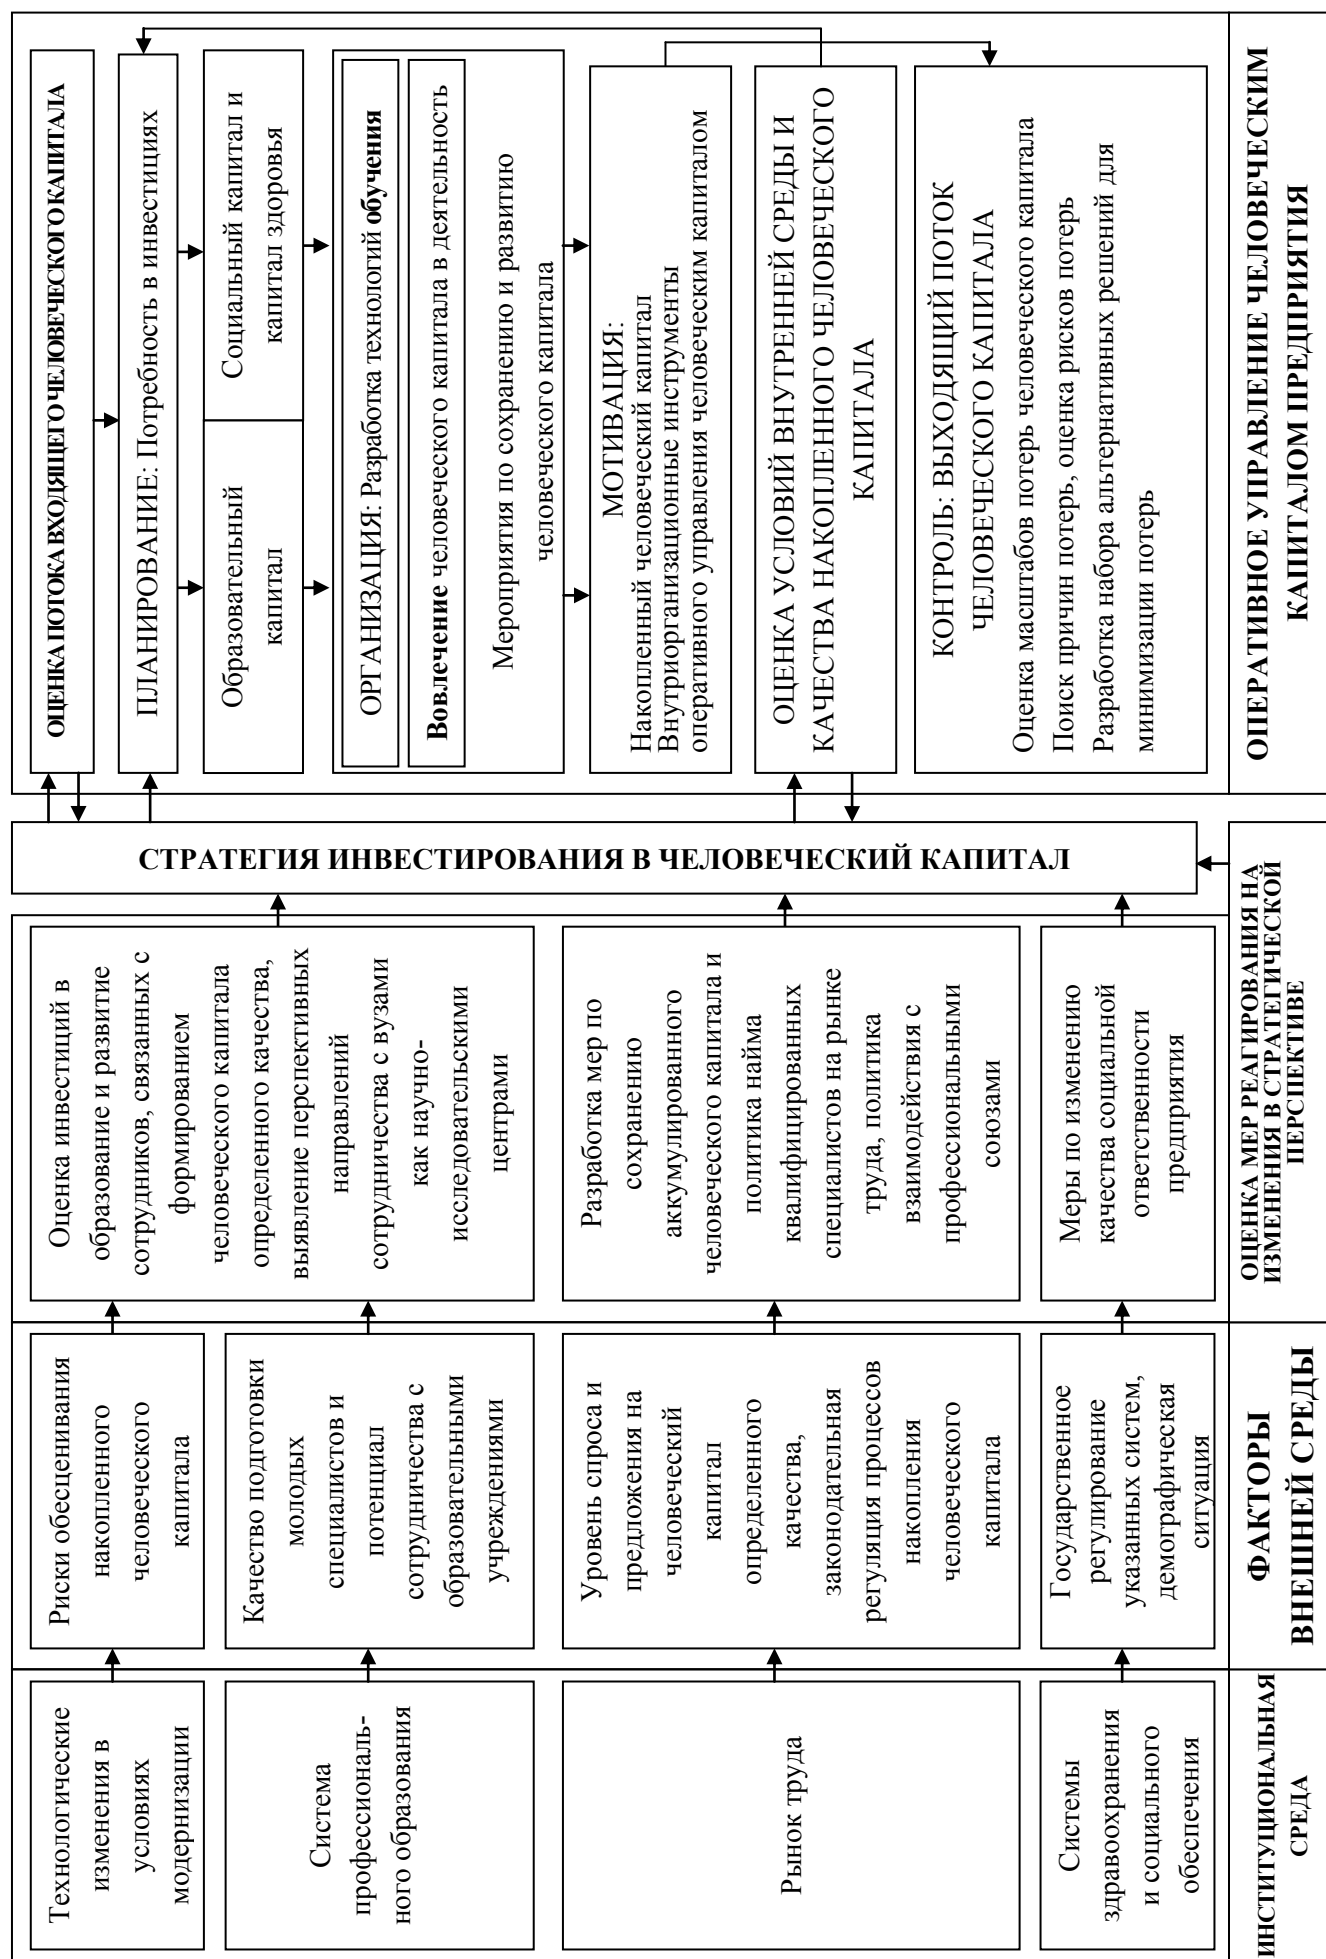 Технологические
изменения в
условиях
модернизации
Система
профессиональ-
ного образования
Рынок труда
Системы
здравоохранения
и социального
обеспечения
ИНСТИТУЦИОНАЛЬНАЯ
СРЕДА
Риски обесценивания
накопленного
человеческого
капитала
Качество подготовки
молодых
специалистов и
потенциал
сотрудничества с
образовательными
учреждениями
Уровень спроса и
предложения на
человеческий
капитал
определенного
качества,
законодательная
регуляция процессов
накопления
человеческого
капитала
Государственное
регулирование
указанных систем,
демографическая
ситуация
ФАКТОРЫ
ВНЕШНЕЙ СРЕДЫ
Оценка инвестиций в
образование и развитие
сотрудников, связанных с
формированием
человеческого капитала
определенного качества,
выявление перспективных
направлений
сотрудничества с вузами
как научно-
исследовательскими
центрами
Разработка мер по
сохранению
аккумулированного
человеческого капитала и
политика найма
квалифицированных
специалистов на рынке
труда, политика
взаимодействия с
профессиональными
союзами
Меры по изменению
качества социальной
ответственности
предприятия
ОЦЕНКА МЕР РЕАГИРОВАНИЯ НА
ИЗМЕНЕНИЯ В СТРАТЕГИЧЕСКОЙ
ПЕРСПЕКТИВЕ
СТРАТЕГИЯ ИНВЕСТИРОВАНИЯ В ЧЕЛОВЕЧЕСКИЙ КАПИТАЛ
ОЦЕНКА ПОТОКА ВХОДЯЩЕГО ЧЕЛОВЕЧЕСКОГО КАПИТАЛА
ПЛАНИРОВАНИЕ: Потребность в инвестициях
Образовательный
капитал
Социальный капитал и
капитал здоровья
ОРГАНИЗАЦИЯ: Разработка технологий обучения
Вовлечение человеческого капитала в деятельность
Мероприятия по сохранению и развитию
человеческого капитала
МОТИВАЦИЯ:
Накопленный человеческий капитал
Внутриорганизационные инструменты
оперативного управления человеческим капиталом
ОЦЕНКА УСЛОВИЙ ВНУТРЕННЕЙ СРЕДЫ И
КАЧЕСТВА НАКОПЛЕННОГО ЧЕЛОВЕЧЕСКОГО
КАПИТАЛА
КОНТРОЛЬ: ВЫХОДЯЩИЙ ПОТОК
ЧЕЛОВЕЧЕСКОГО КАПИТАЛА
Оценка масштабов потерь человеческого капитала
Поиск причин потерь, оценка рисков потерь
Разработка набора альтернативных решений для
минимизации потерь
ОПЕРАТИВНОЕ УПРАВЛЕНИЕ ЧЕЛОВЕЧЕСКИМ
КАПИТАЛОМ ПРЕДПРИЯТИЯ